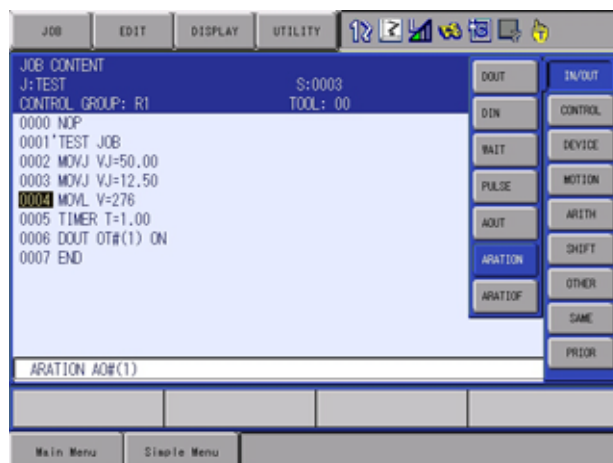 JOB EDIT DISPLAY UTILITY
JOB CONTENT
J:TEST S:0003
CONTROL GROUP: R1 TOOL: 00
0000 NOP
0001'TEST JOB
0002 MOVJ VJ=50.00
0003 MOVJ VJ=12.50
0004 MOVL V=276
0005 TIMER T=1.00
0006 DOUT OT#(1) ON
0007 END
DOUT
DIN
WAIT
PULSE
AOUT
ARATION
ARATIOF
IN/OUT
CONTROL
DEVICE
MOTION
ARITH
SHIFT
OTHER
SAME
PRIOR
ARATION AO#(1)
Main Menu Simple Menu